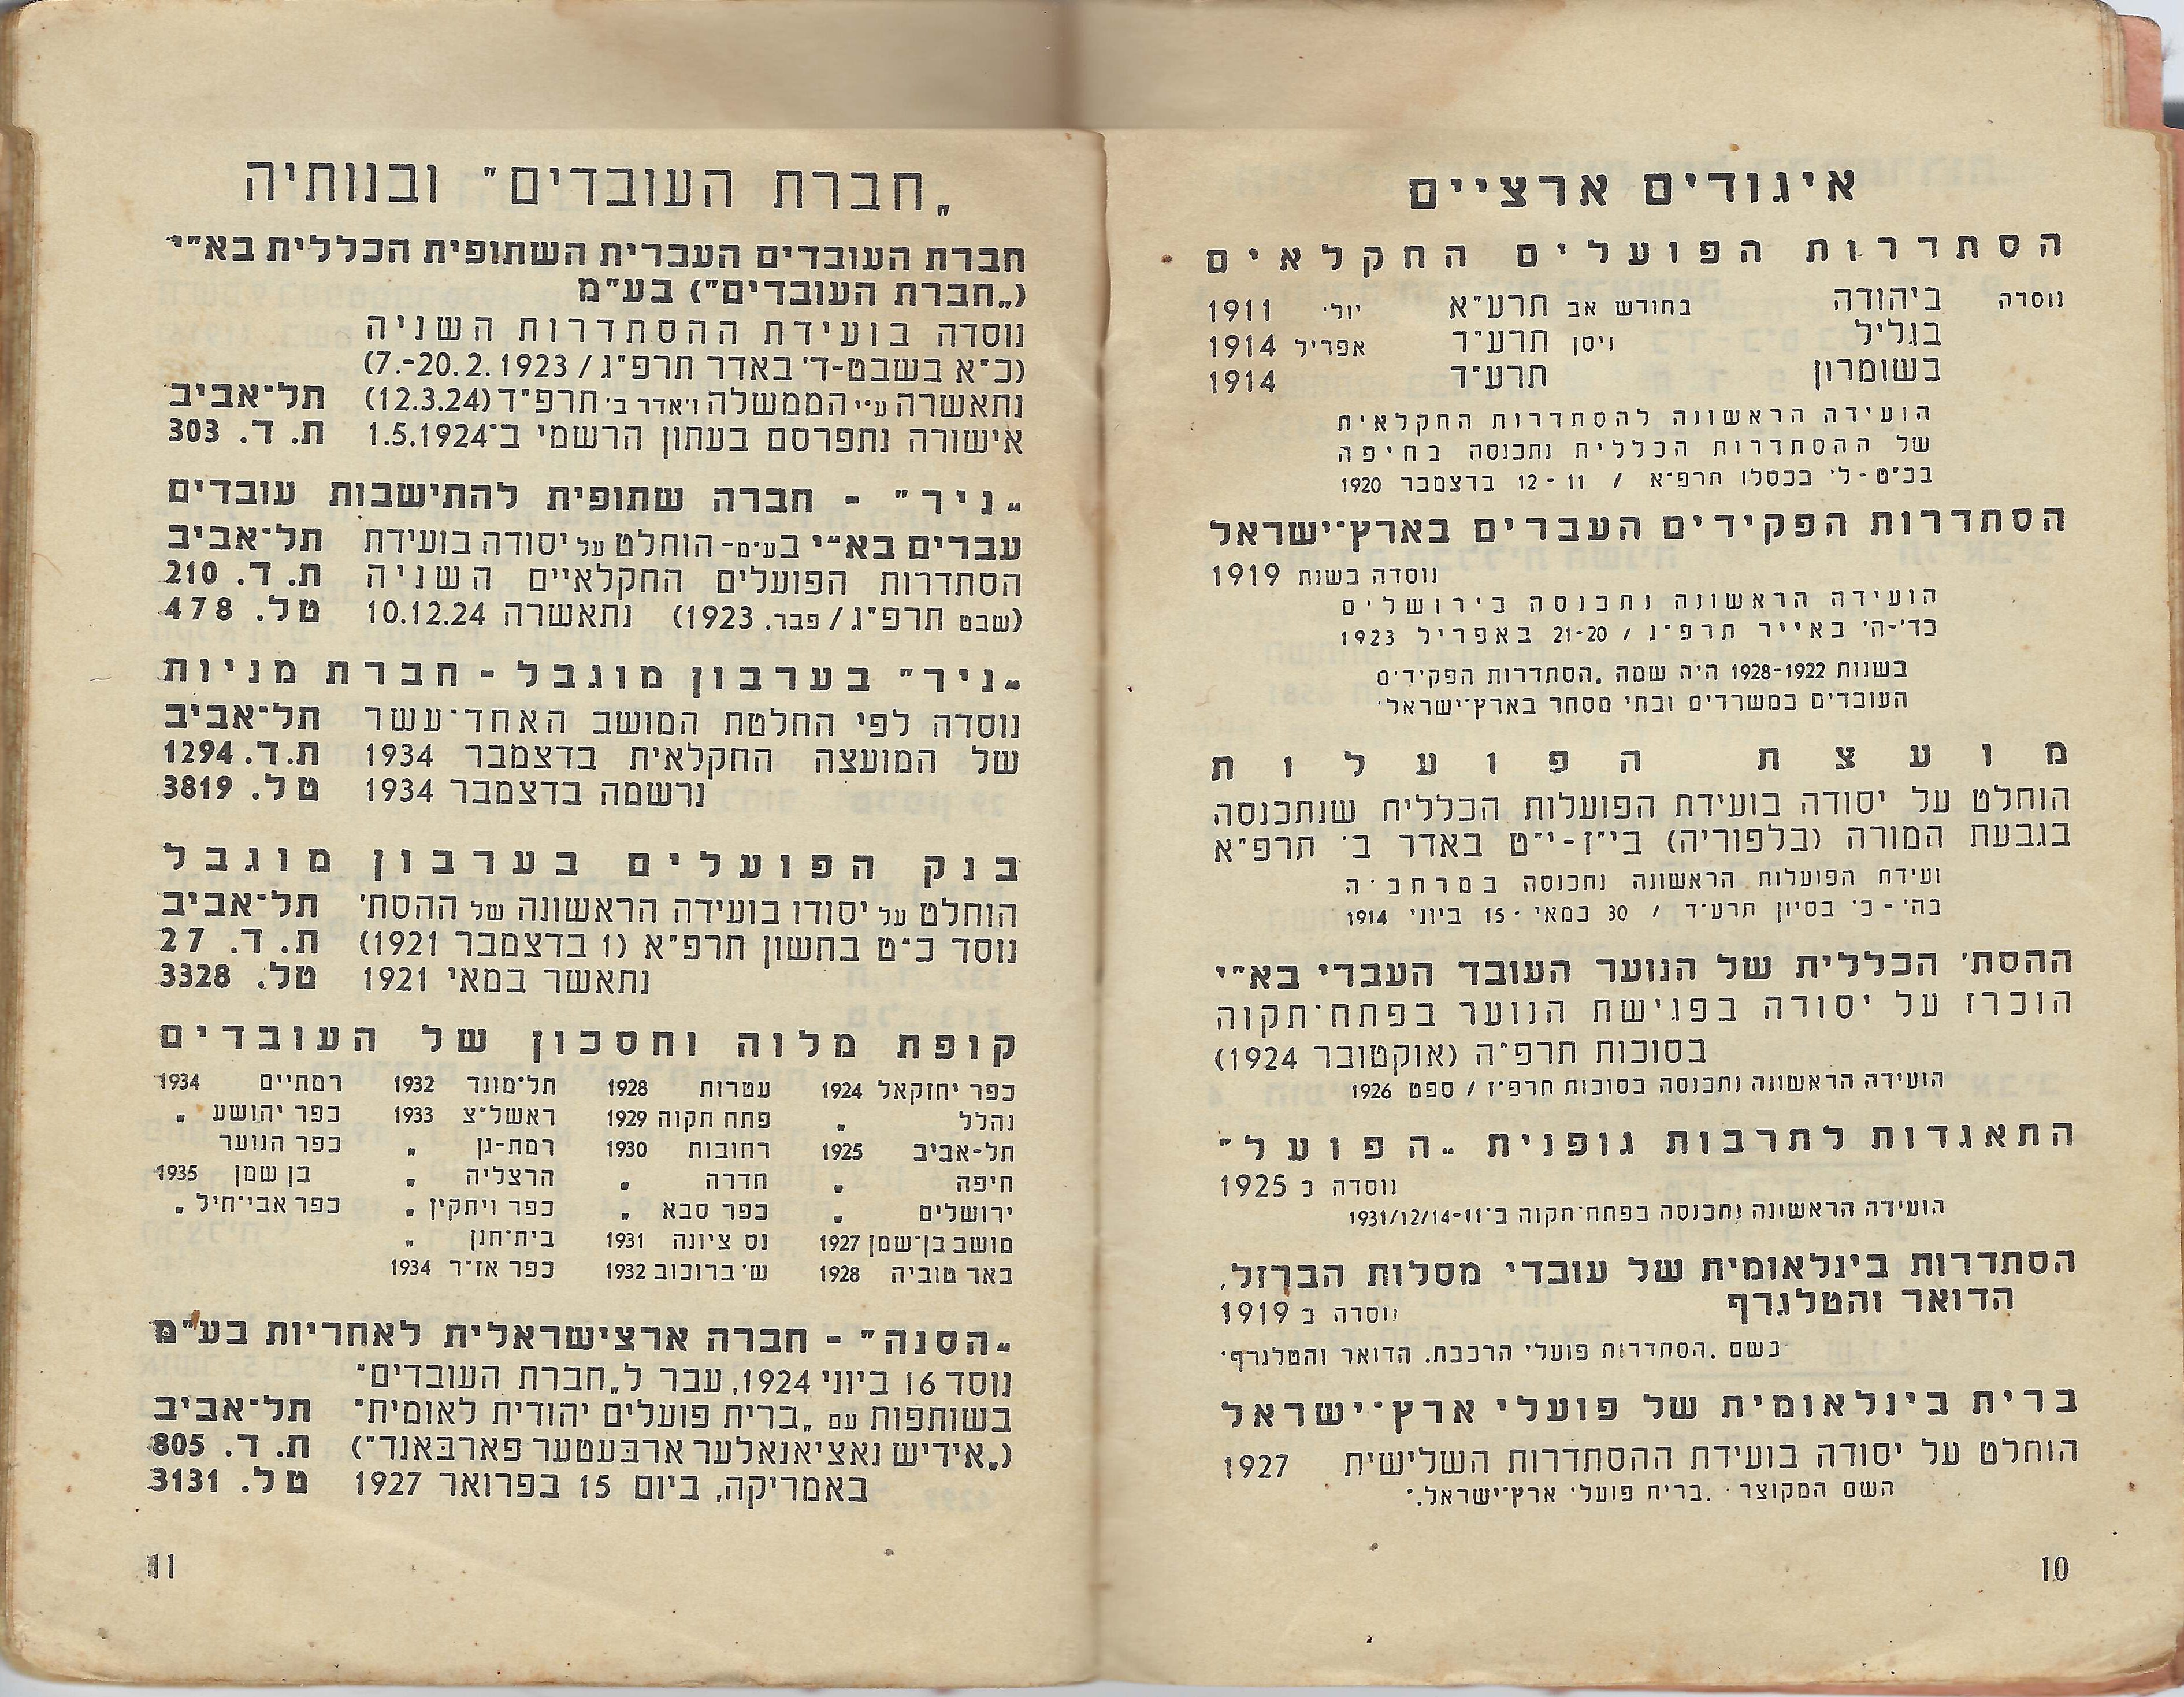 איגודים ארציים
הסתדרות הפועלים החקלאים
נוסדה ביהודה בחודש אב תרע״א יולי 1911
בגליל ניסן תרע״ד אפריל 1914
בשומרון תרע״ד 1914
הועידה הראשונה להסתדרות החקלאית
של ההסתדרות הכללית נתכנסה בחיפה
בכ״ט-ל׳ בכסלו תרפ״א / 11 - 12 בדצמבר 1920
הסתדרות הפקידים העברים בארץ־ישראל
נוסדה בשנת 1919
הועידה הראשונה נתכנסה בירושלים
בד׳-ה׳ באייר תרפ״ג / 21-20 באפריל 1923
בשנות 1928-1922 היה שמה „הסתדרות הפקידים
העובדים במשרדים ובתי מסחר בארץ־ישראל״
מועצת הפועלות
הוחלט על יסודה בועידת הפועלות הכללית שנתכנסה
בגבעת המורה (בלפוריה) בי״ז-י״ט באדר ב׳ תרפ״א
ועידת הפועלות הראשונה נתכנסה במרחביה
בה׳ - כ׳ בסיון תרע״ד / 30 במאי - 15 ביוני 1914
ההסת׳ הכללית של הנוער העובד העברי בא״י
הוכרז על יסודה בפגישת הנוער בפתח־תקוה
בסוכות תרפ״ה (אוקטובר 1924)
הועידה הראשונה נתכנסה בסוכות תרפ״ז / ספט 1926
התאגדות לתרבות גופנית „הפועל״
נוסדה ב 1925
הועידה הראשונה נתכנסה בפתח־תקוה ב־11-14/12/1931
הסתדרות בינלאומית של עובדי מסלות הברזל,
הדואר והטלגרף
נוסדה ב 1919
בשם „הסתדרות פועלי הרכבת, הדואר והטלגרף״
ברית בינלאומית של פועלי ארץ־ישראל
הוחלט על יסודה בועידת ההסתדרות השלישית 1927
השם המקוצר „ברית פועלי ארץ־ישראל״
10
„חברת העובדים״ ובנותיה
חברת העובדים העברית השתופית הכללית בא״י
(„חברת העובדים״) בע״מ
נוסדה בועידת ההסתדרות השניה
(כ״א בשבט-ד׳ באדר תרפ״ג / 7.-20.2.1923)
נתאשרה ע״י הממשלה ו׳אדר ב׳ תרפ״ד (12.3.24) תל־אביב
אישורה נתפרסם בעתון הרשמי ב־1.5.1924 ת. ד. 303
„ניר״ - חברה שתופית להתישבות עובדים
עברים בא״י בע״מ-הוחלט על יסודה בועידת תל־אביב
הסתדרות הפועלים החקלאיים השניה ת. ד. 210
(שבט תרפ״ג / פבר. 1923) נתאשרה 10.12.24 טל. 478
„ניר״ בערבון מוגבל - חברת מניות
נוסדה לפי החלטת המושב האחד־עשר תל־אביב
של המועצה החקלאית בדצמבר 1934 ת.ד. 1294
נרשמה בדצמבר 1934 טל. 3819
בנק הפועלים בערבון מוגבל
הוחלט על יסודו בועידה הראשונה של ההסת׳ תל־אביב
נוסד כ״ט בחשון תרפ״א (1 בדצמבר 1921) ת. ד. 27
נתאשר במאי 1921 טל. 3328
קופת מלוה וחסכון של העובדים
כפר יחזקאל 1924 עטרות 1928 תל־מונד 1932 רמתיים 1934
נהלל „ פתח תקוה 1929 ראשל״צ 1933 כפר יהושע „
תל-אביב 1925 רחובות 1930 רמת-גן „ כפר הנוער
חיפה „ חדרה „ הרצליה „ בן שמן 1935
ירושלים „ כפר סבא „ כפר ויתקין „ כפר אבי־חיל „
מושב בן־שמן 1927 נס ציונה 1931 בית־חנן „
באר טוביה 1928 ש׳ ברוכוב 1932 כפר אז״ר 1934
„הסנה״ - חברה ארצישראלית לאחריות בע״מ
נוסד 16 ביוני 1924, עבר ל„חברת העובדים״
בשותפות עם „ברית פועלים יהודית לאומית״ תל־אביב
(„אידיש נאציאנאלער ארבעטער פארבאנד״) ת. ד. 805
באמריקה, ביום 15 בפרואר 1927 טל. 3131
11